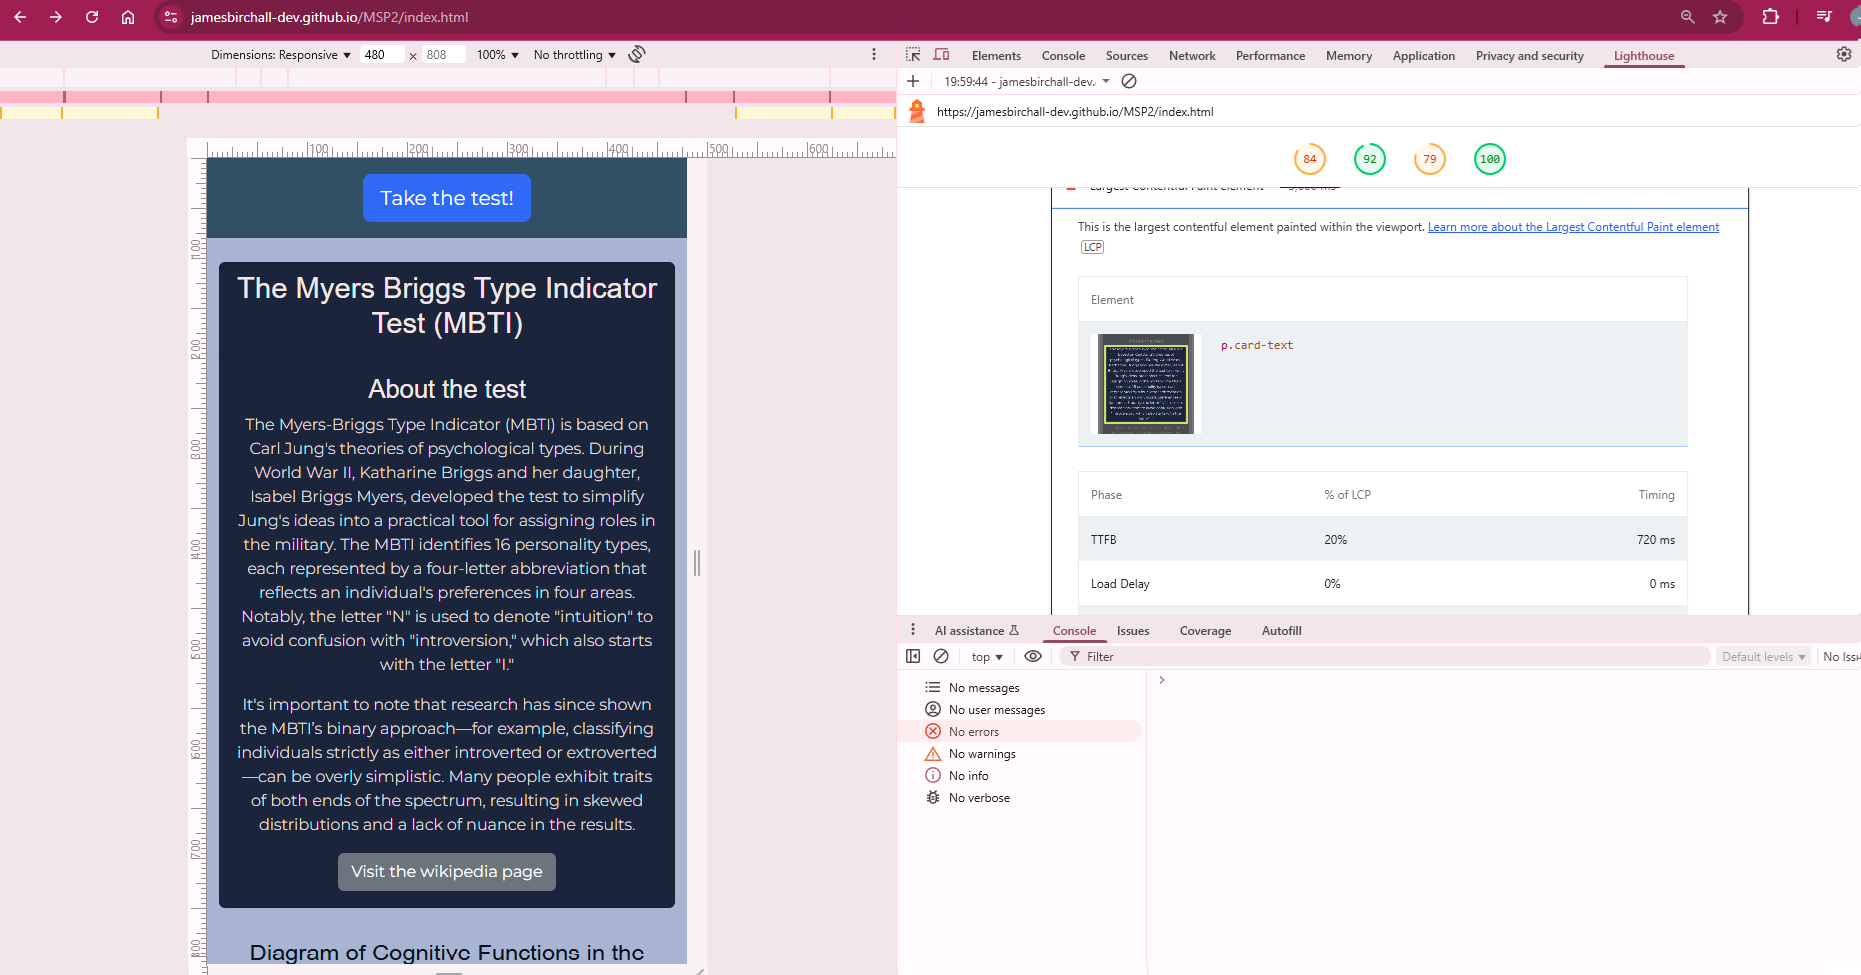 jamesbirchall-dev.github.io/MSP2/index.html
Dimensions: Responsive 480 × 808 100% No throttling
100 200 300 400 500 600
100
200
300
400
500
600
700
800
Take the test!
The Myers Briggs Type Indicator
Test (MBTI)
About the test
The Myers-Briggs Type Indicator (MBTI) is based on
Carl Jung's theories of psychological types. During
World War II, Katharine Briggs and her daughter,
Isabel Briggs Myers, developed the test to simplify
Jung's ideas into a practical tool for assigning roles in
the military. The MBTI identifies 16 personality types,
each represented by a four-letter abbreviation that
reflects an individual's preferences in four areas.
Notably, the letter "N" is used to denote "intuition" to
avoid confusion with "introversion," which also starts
with the letter "I."
It's important to note that research has since shown
the MBTI’s binary approach—for example, classifying
individuals strictly as either introverted or extroverted
—can be overly simplistic. Many people exhibit traits
of both ends of the spectrum, resulting in skewed
distributions and a lack of nuance in the results.
Visit the wikipedia page
Diagram of Cognitive Functions in the
Elements Console Sources Network Performance Memory Application Privacy and security Lighthouse
19:59:44 - jamesbirchall-dev.
https://jamesbirchall-dev.github.io/MSP2/index.html
84 92 79 100
Largest Contentful Paint element
This is the largest contentful element painted within the viewport. Learn more about the Largest Contentful Paint element
LCP
Element
p.card-text
Phase % of LCP Timing
TTFB 20% 720 ms
Load Delay 0% 0 ms
AI assistance Console Issues Coverage Autofill
top Filter Default levels No Issu
No messages
No user messages
No errors
No warnings
No info
No verbose